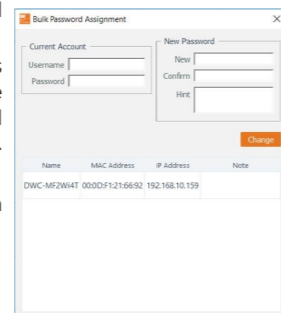 Bulk Password Assignment
Current Account
Username
Password
New Password
New
Confirm
Hint
Change
Name MAC Address IP Address Note
DWC-MF2Wi4T 00:0D:F1:21:66:92 192.168.10.159